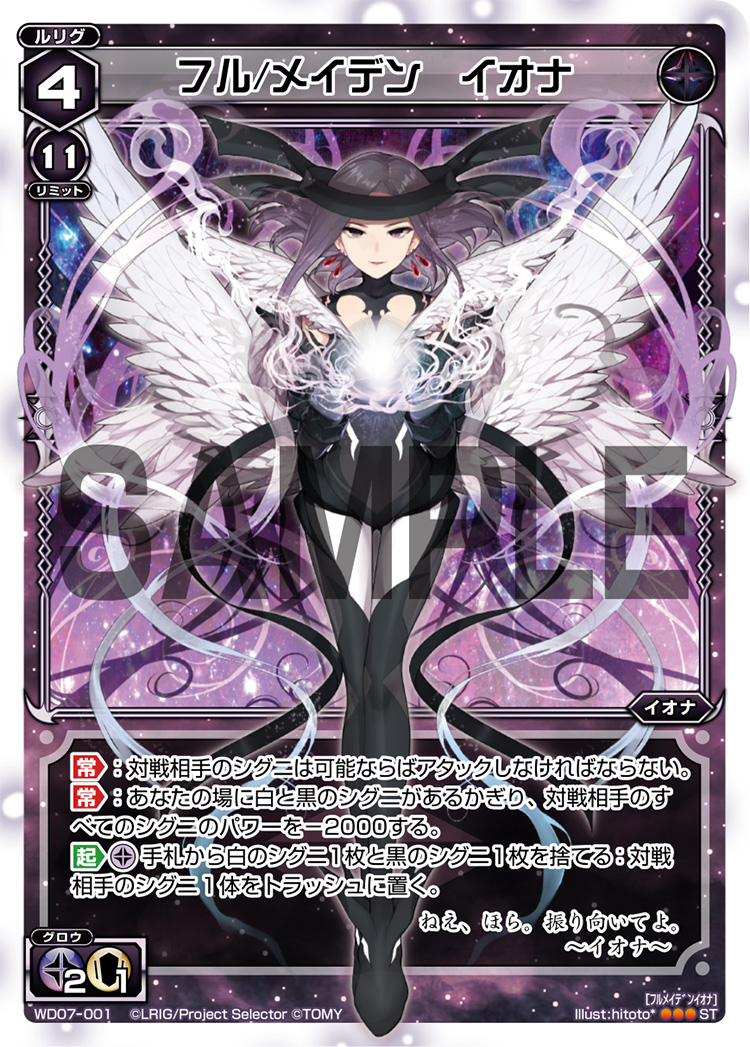 ルリグ
4
フル/メイデン イオナ
11
リミット
SAMPLE
イオナ
常:対戦相手のシグニは可能ならばアタックしなければならない。
常:あなたの場に白と黒のシグニがあるかぎり、対戦相手のす
べてのシグニのパワーを－2000する。
起 手札から白のシグニ1枚と黒のシグニ1枚を捨てる:対戦
相手のシグニ1体をトラッシュに置く。
ねえ、ほら。振り向いてよ。
～イオナ～
グロウ
2 1
[フルメイデンイオナ]
WD07-001 ©LRIG/Project Selector ©TOMY Illust:hitoto* ST